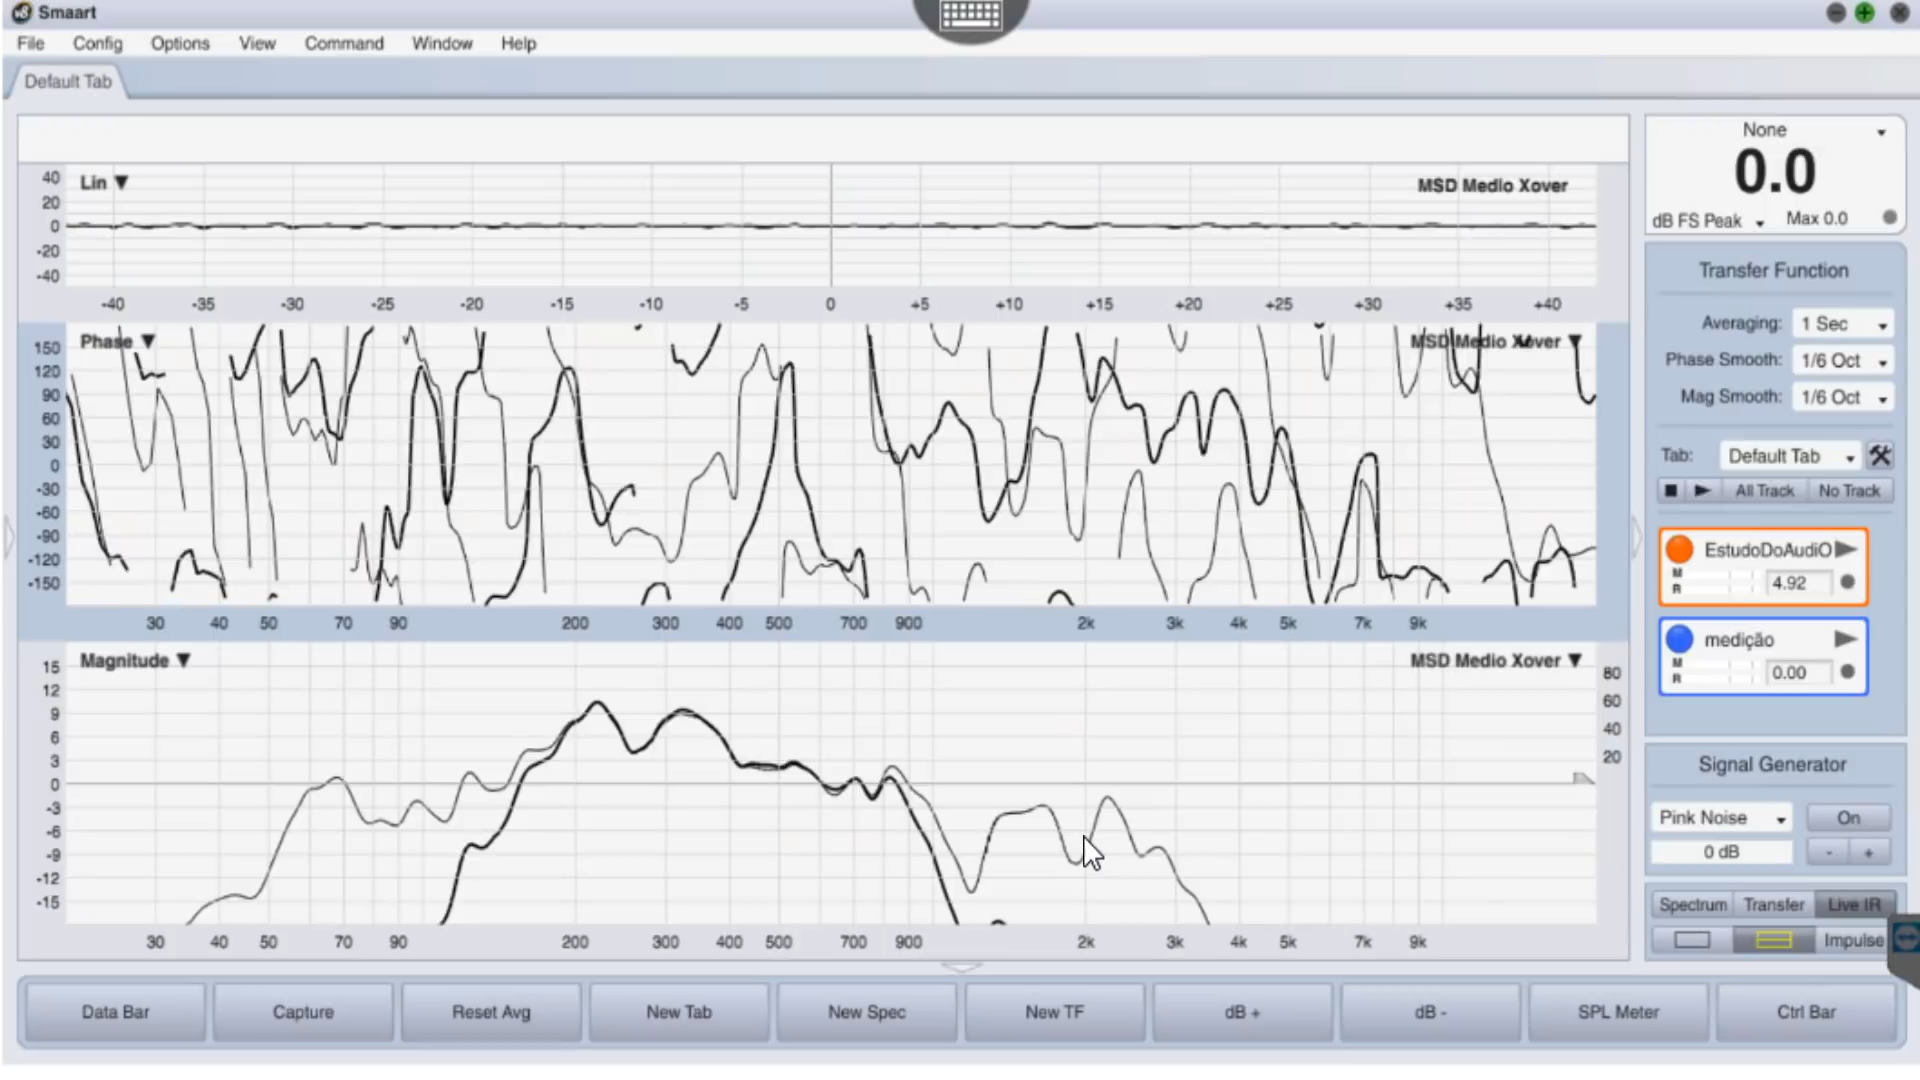 Smaart
File Config Options View Command Window Help
Default Tab
Lin ▼ MSD Medio Xover
40
20
0
-20
-40
-40 -35 -30 -25 -20 -15 -10 -5 0 +5 +10 +15 +20 +25 +30 +35 +40
Phase ▼ MSD Medio Xover ▼
150
120
90
60
30
0
-30
-60
-90
-120
-150
30 40 50 70 90 200 300 400 500 700 900 2k 3k 4k 5k 7k 9k
Magnitude ▼ MSD Medio Xover ▼
15
12
9
6
3
0
-3
-6
-9
-12
-15
80
60
40
20
30 40 50 70 90 200 300 400 500 700 900 2k 3k 4k 5k 7k 9k
None
0.0
dB FS Peak Max 0.0
Transfer Function
Averaging: 1 Sec
Phase Smooth: 1/6 Oct
Mag Smooth: 1/6 Oct
Tab: Default Tab
All Track No Track
EstudoDoAudiO
M
R 4.92
medição
M
R 0.00
Signal Generator
Pink Noise On
0 dB - +
Spectrum Transfer Live IR
Impulse
Data Bar Capture Reset Avg New Tab New Spec New TF dB + dB - SPL Meter Ctrl Bar